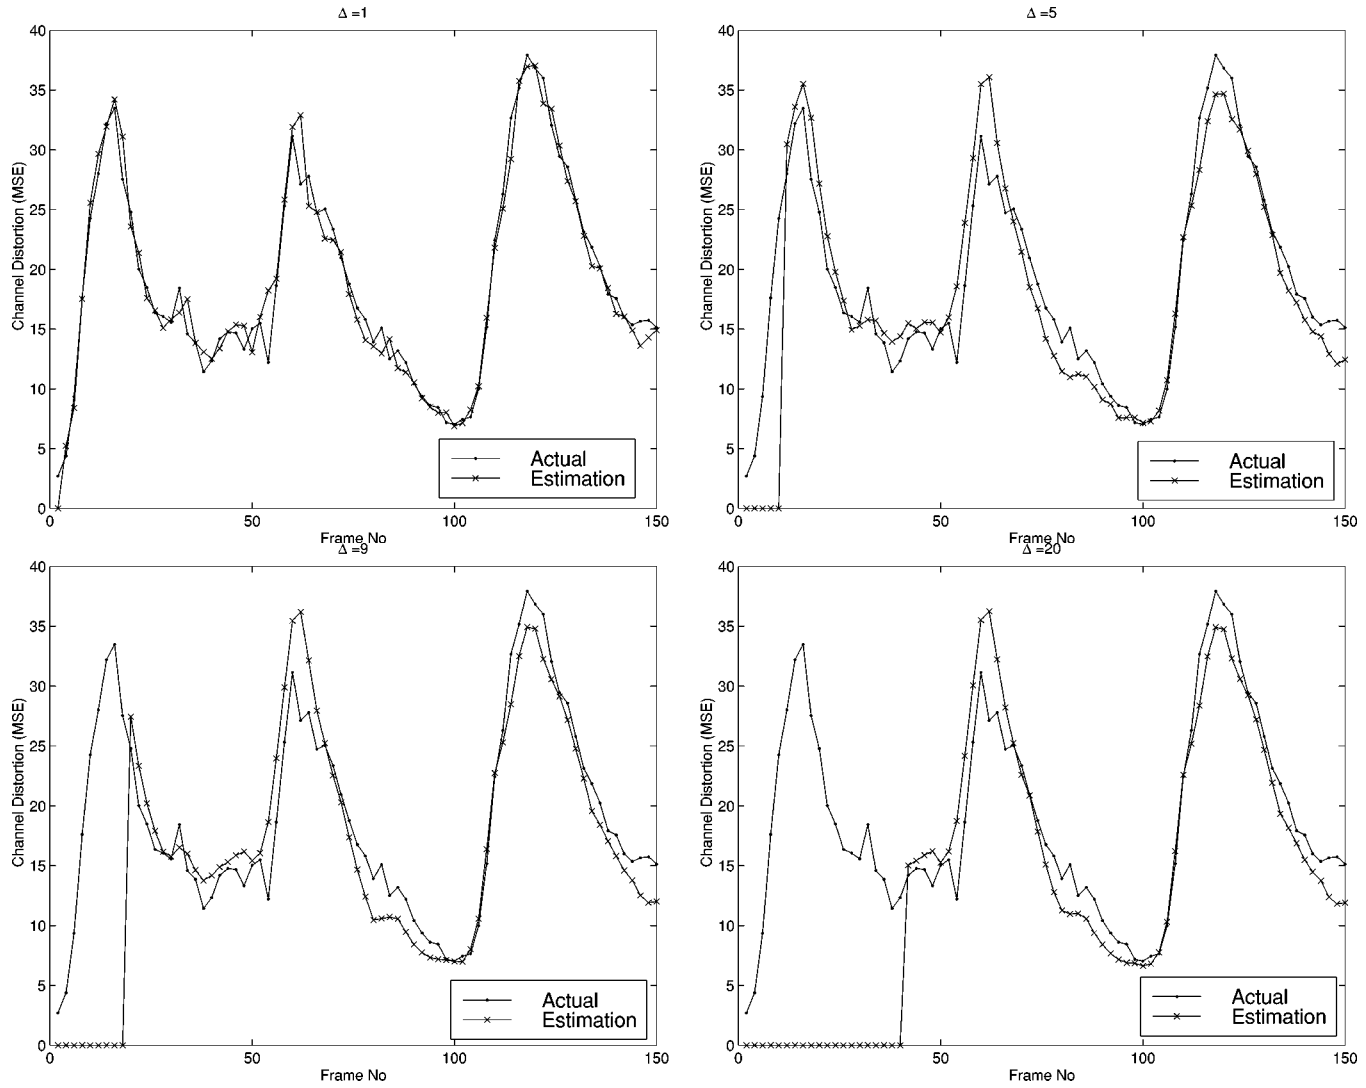 Δ =1
40
35
30
25
20
15
10
5
0
Channel Distortion (MSE)
Actual
Estimation
0 50 100 150
Frame No
Δ =5
40
35
30
25
20
15
10
5
0
Channel Distortion (MSE)
Actual
Estimation
0 50 100 150
Frame No
Δ =9
40
35
30
25
20
15
10
5
0
Channel Distortion (MSE)
Actual
Estimation
0 50 100 150
Frame No
Δ =20
40
35
30
25
20
15
10
5
0
Channel Distortion (MSE)
Actual
Estimation
0 50 100 150
Frame No